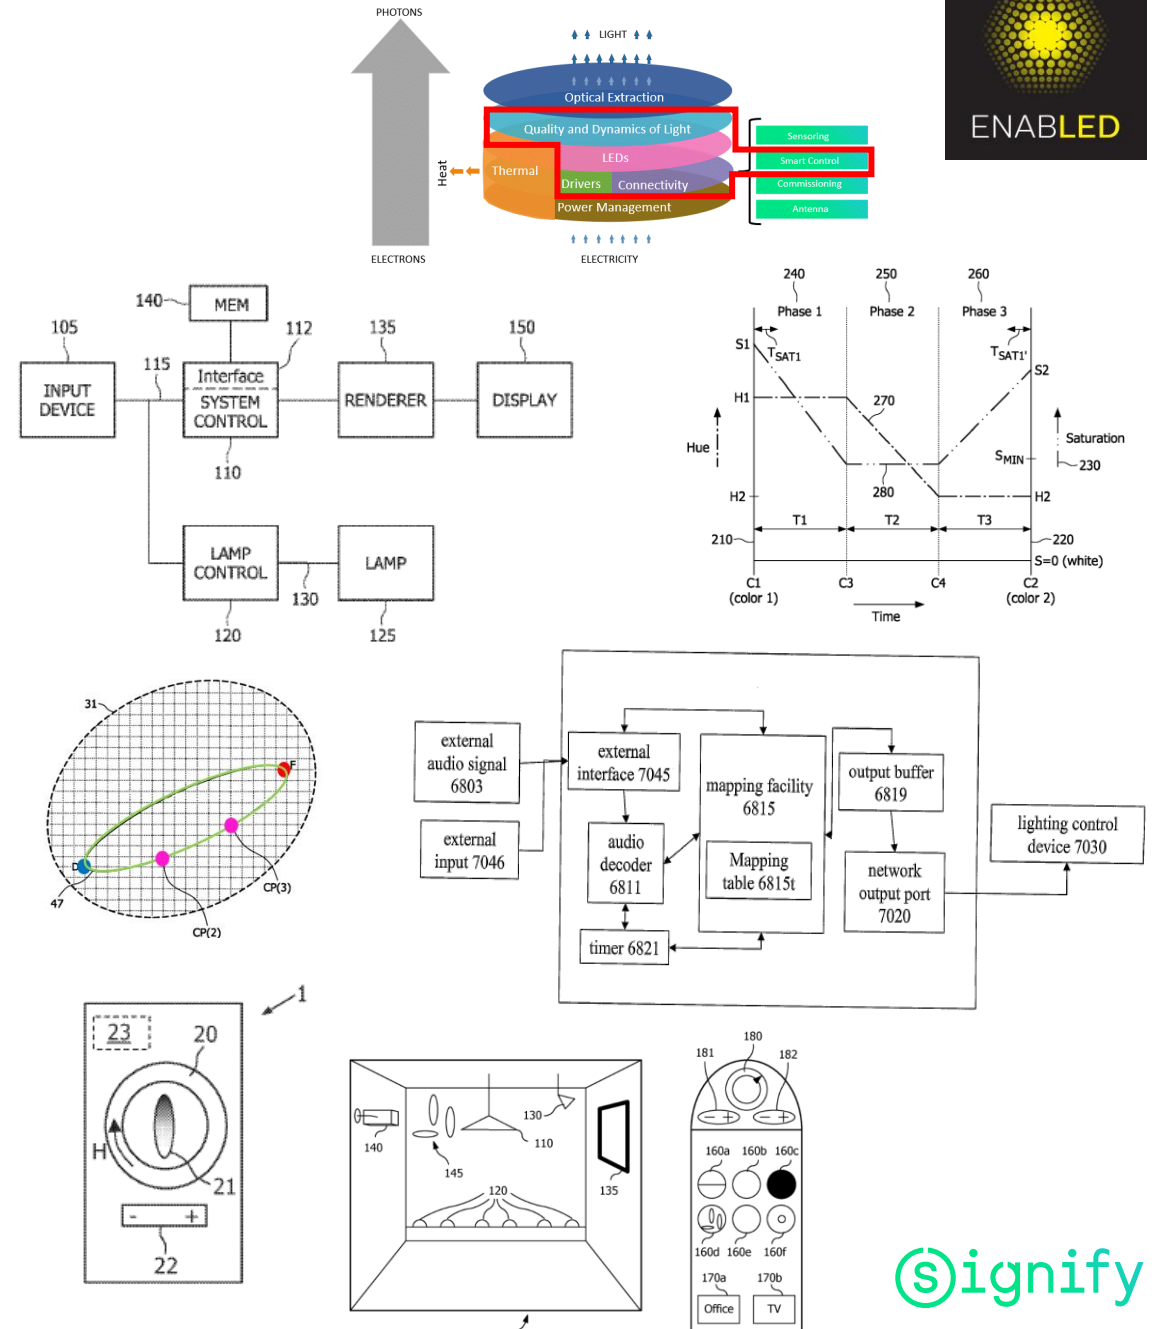 PHOTONS
LIGHT
Optical Extraction
Quality and Dynamics of Light
LEDs
Thermal
Heat
Drivers
Connectivity
Power Management
ELECTRONS
ELECTRICITY
Sensoring
Smart Control
Commissioning
Antenna
ENABLED
140
MEM
105
115
112
135
150
INPUT
DEVICE
Interface
SYSTEM
CONTROL
RENDERER
DISPLAY
110
LAMP
CONTROL
LAMP
130
120
125
240
250
260
Phase 1
Phase 2
Phase 3
TSAT1
TSAT1'
S1
S2
H1
270
Hue
Saturation
SMIN
230
280
H2
H2
T1
T2
T3
210
220
S=0 (white)
C1
(color 1)
C3
C4
C2
(color 2)
Time
31
F
D
47
CP(3)
CP(2)
external
audio signal
6803
external
input 7046
external
interface 7045
audio
decoder
6811
timer 6821
mapping facility
6815
Mapping
table 6815t
output buffer
6819
network
output port
7020
lighting control
device 7030
1
23
20
H
21
- +
22
140
145
130
110
135
120
180
181
182
- +
- +
160a
160b
160c
160d
160e
160f
170a
170b
Office
TV
signify